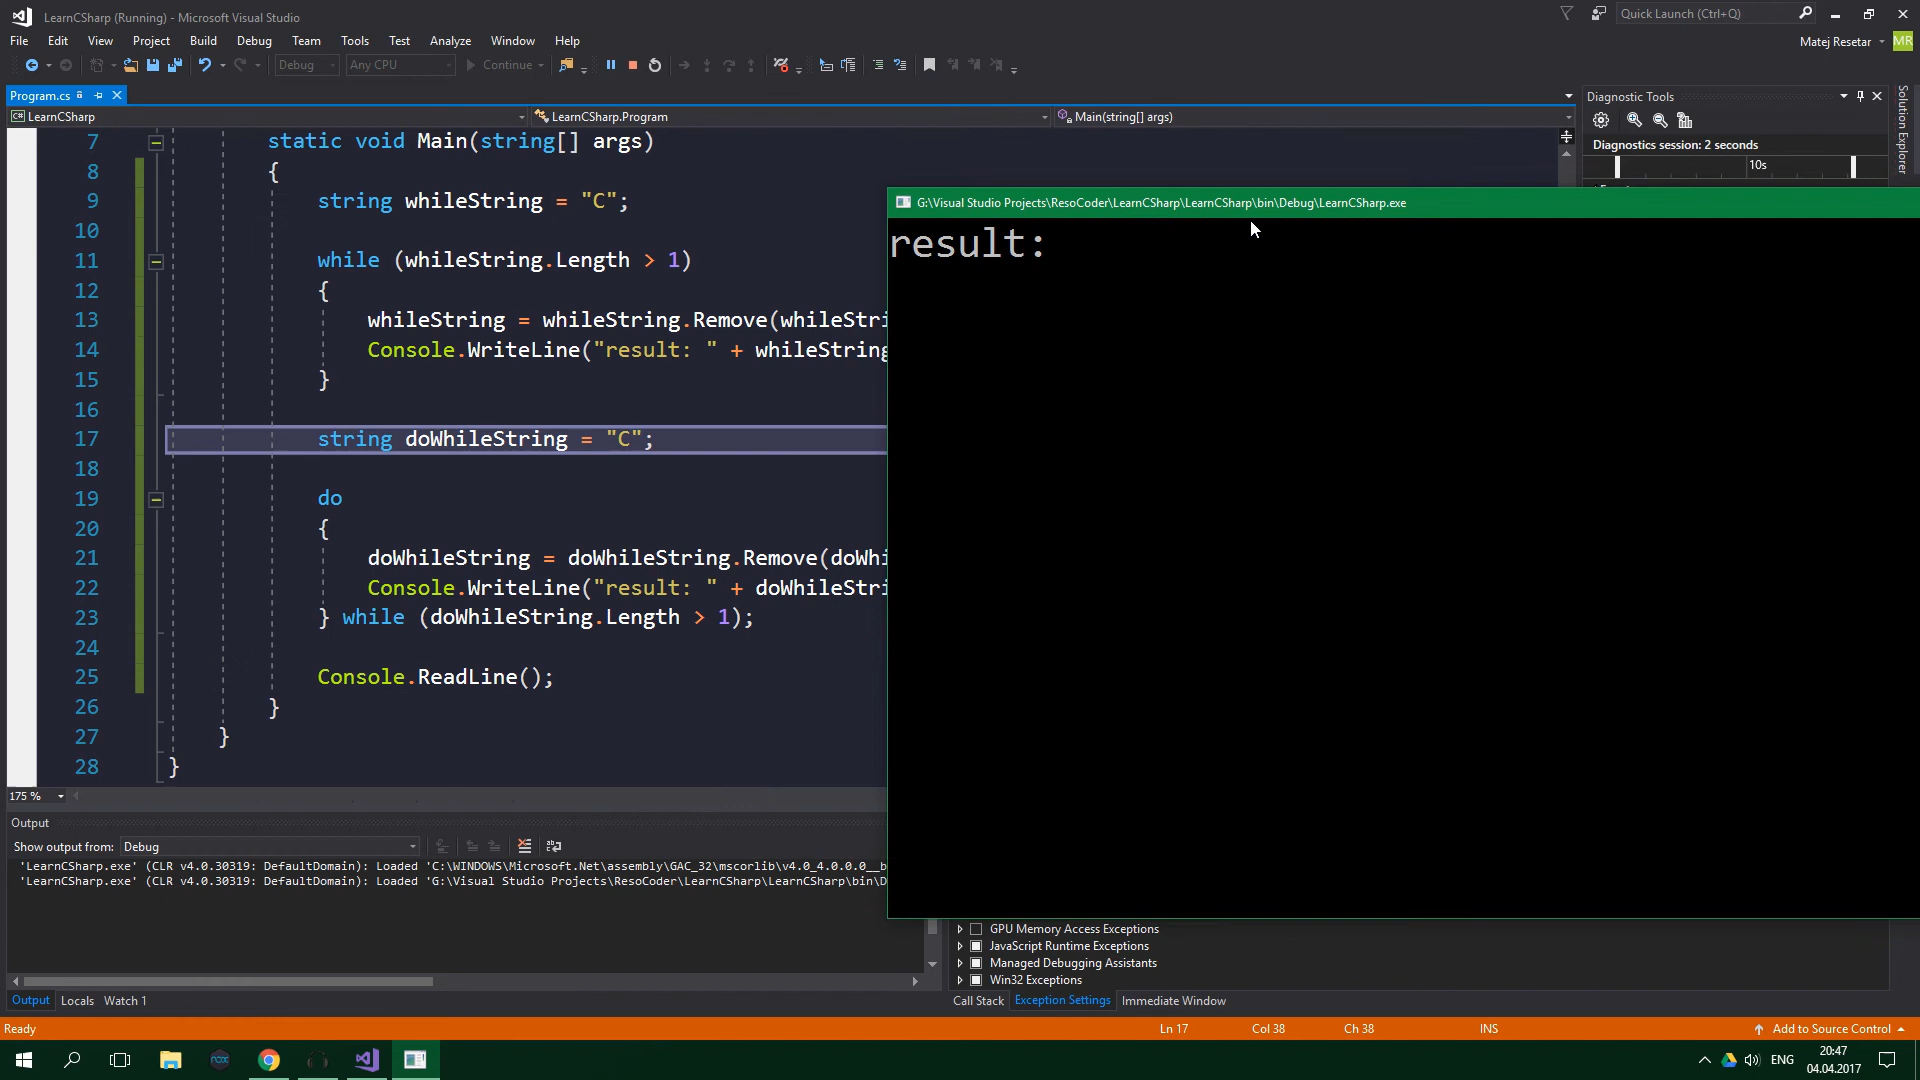 LearnCSharp (Running) - Microsoft Visual Studio
Quick Launch (Ctrl+Q)
File Edit View Project Build Debug Team Tools Test Analyze Window Help
Matej Resetar MR
Debug Any CPU Continue
Program.cs
Diagnostic Tools
Solution Explorer
C# LearnCSharp LearnCSharp.Program Main(string[] args)
Diagnostics session: 2 seconds
10s
7 static void Main(string[] args)
8 {
9 string whileString = "C";
10
11 while (whileString.Length > 1)
12 {
13 whileString = whileString.Remove(whileStri
14 Console.WriteLine("result: " + whileString
15 }
16
17 string doWhileString = "C";
18
19 do
20 {
21 doWhileString = doWhileString.Remove(doWhi
22 Console.WriteLine("result: " + doWhileStri
23 } while (doWhileString.Length > 1);
24
25 Console.ReadLine();
26 }
27 }
28 }
G:\Visual Studio Projects\ResoCoder\LearnCSharp\LearnCSharp\bin\Debug\LearnCSharp.exe
result:
175 %
Output
Show output from: Debug
'LearnCSharp.exe' (CLR v4.0.30319: DefaultDomain): Loaded 'C:\WINDOWS\Microsoft.Net\assembly\GAC_32\mscorlib\v4.0_4.0.0.0__b
'LearnCSharp.exe' (CLR v4.0.30319: DefaultDomain): Loaded 'G:\Visual Studio Projects\ResoCoder\LearnCSharp\LearnCSharp\bin\D
GPU Memory Access Exceptions
JavaScript Runtime Exceptions
Managed Debugging Assistants
Win32 Exceptions
Output Locals Watch 1
Call Stack Exception Settings Immediate Window
Ready Ln 17 Col 38 Ch 38 INS Add to Source Control
ENG 20:47
04.04.2017